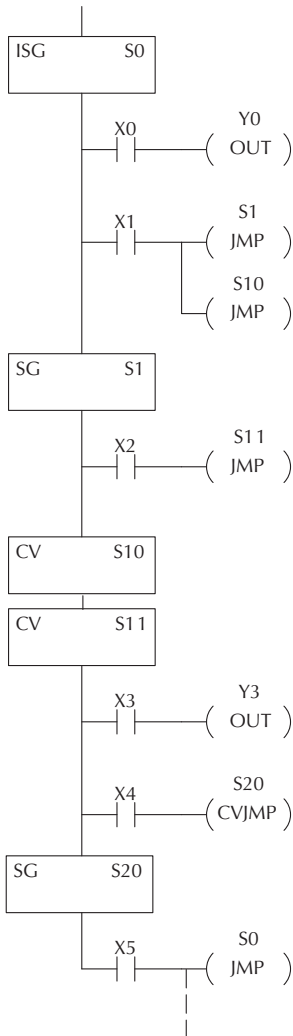 ISG S0
Y0
X0
OUT
S1
X1
JMP
S10
JMP
SG S1
S11
X2
JMP
CV S10
CV S11
Y3
X3
OUT
S20
X4
CVJMP
SG S20
S0
X5
JMP